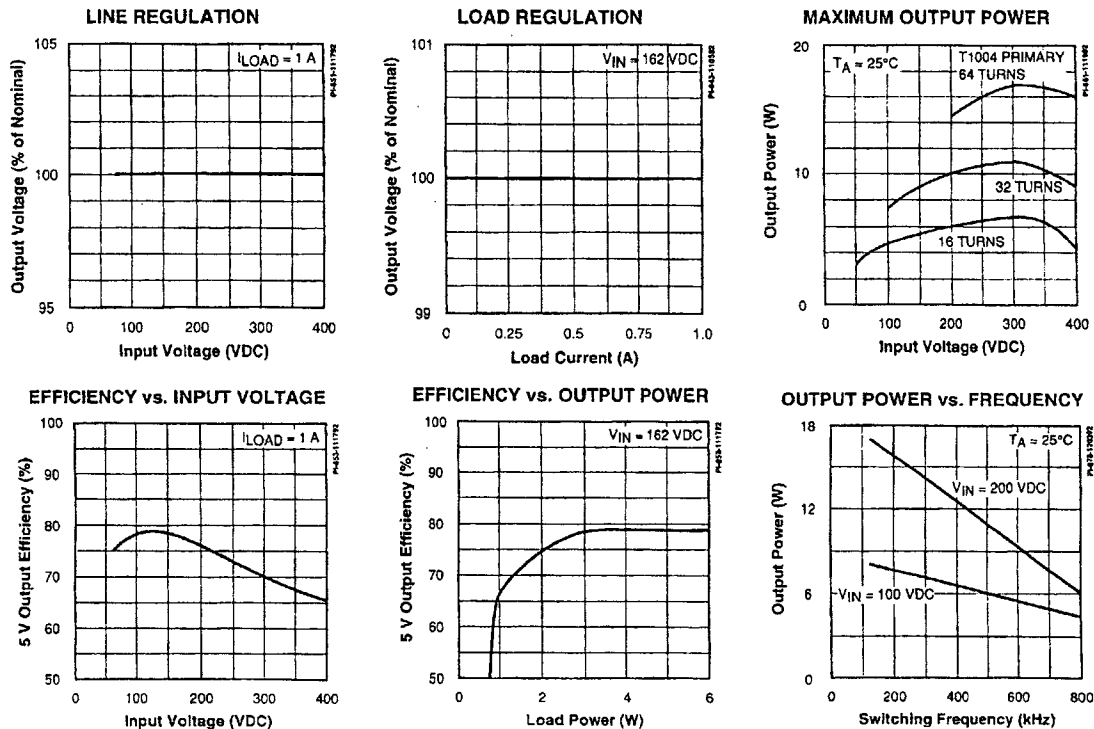 LINE REGULATION
105
100
95
Output Voltage (% of Nominal)
ILOAD = 1 A
PI-851-111792
0 100 200 300 400
Input Voltage (VDC)
LOAD REGULATION
101
100
99
Output Voltage (% of Nominal)
VIN = 162 VDC
0 0.25 0.5 0.75 1.0
Load Current (A)
MAXIMUM OUTPUT POWER
20
10
0
Output Power (W)
TA = 25°C
T1004 PRIMARY
64 TURNS
32 TURNS
16 TURNS
0 100 200 300 400
Input Voltage (VDC)
EFFICIENCY vs. INPUT VOLTAGE
100
90
80
70
60
50
5 V Output Efficiency (%)
ILOAD = 1 A
PI-853-111792
0 100 200 300 400
Input Voltage (VDC)
EFFICIENCY vs. OUTPUT POWER
100
90
80
70
60
50
5 V Output Efficiency (%)
VIN = 162 VDC
0 2 4 6
Load Power (W)
OUTPUT POWER vs. FREQUENCY
18
12
6
0
Output Power (W)
TA = 25°C
VIN = 200 VDC
VIN = 100 VDC
0 200 400 600 800
Switching Frequency (kHz)